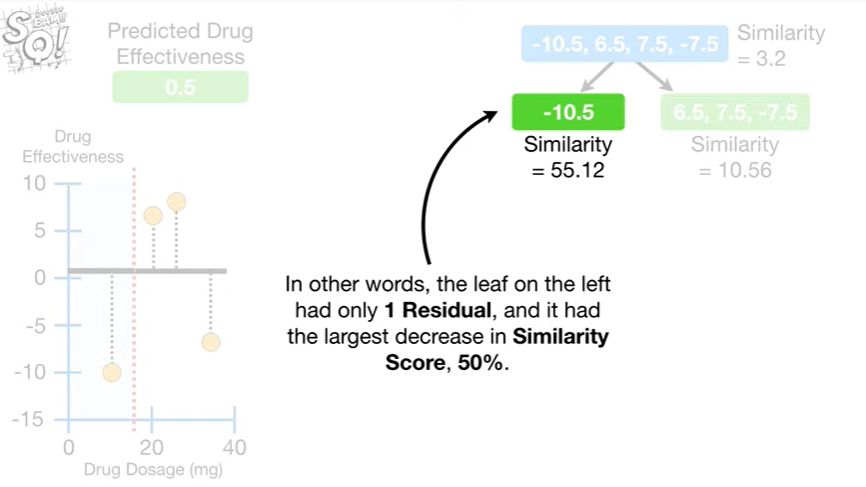 SQ!
Predicted Drug
Effectiveness
0.5
-10.5, 6.5, 7.5, -7.5
Similarity
= 3.2
-10.5
6.5, 7.5, -7.5
Similarity
= 55.12
Similarity
= 10.56
Drug
Effectiveness
10
5
0
-5
-10
-15
0
20
40
Drug Dosage (mg)
In other words, the leaf on the left
had only 1 Residual, and it had
the largest decrease in Similarity
Score, 50%.